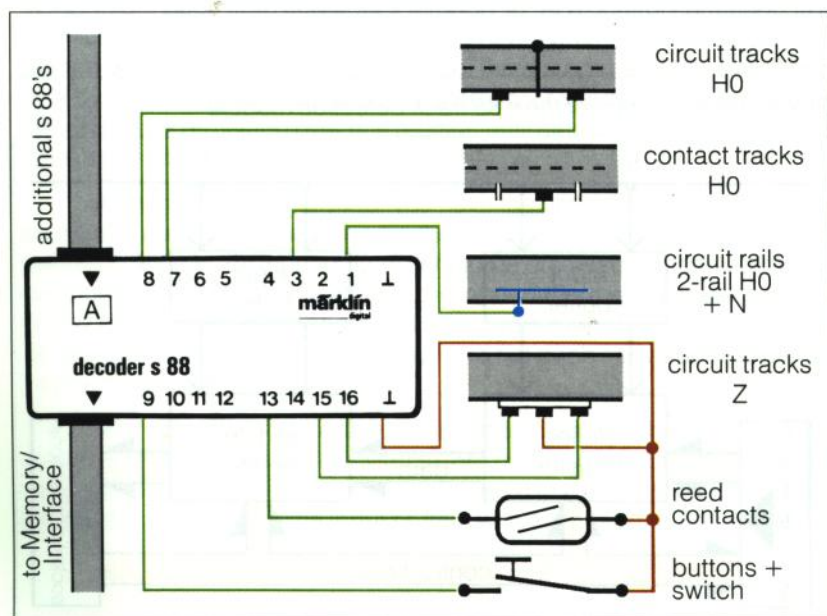 additional s 88's
circuit tracks
H0
contact tracks
H0
circuit rails
2-rail H0
+ N
circuit tracks
Z
reed
contacts
buttons +
switch
8 7 6 5 4 3 2 1 ⊥
A
märklin
digital
decoder s 88
9 10 11 12 13 14 15 16 ⊥
to Memory/
Interface